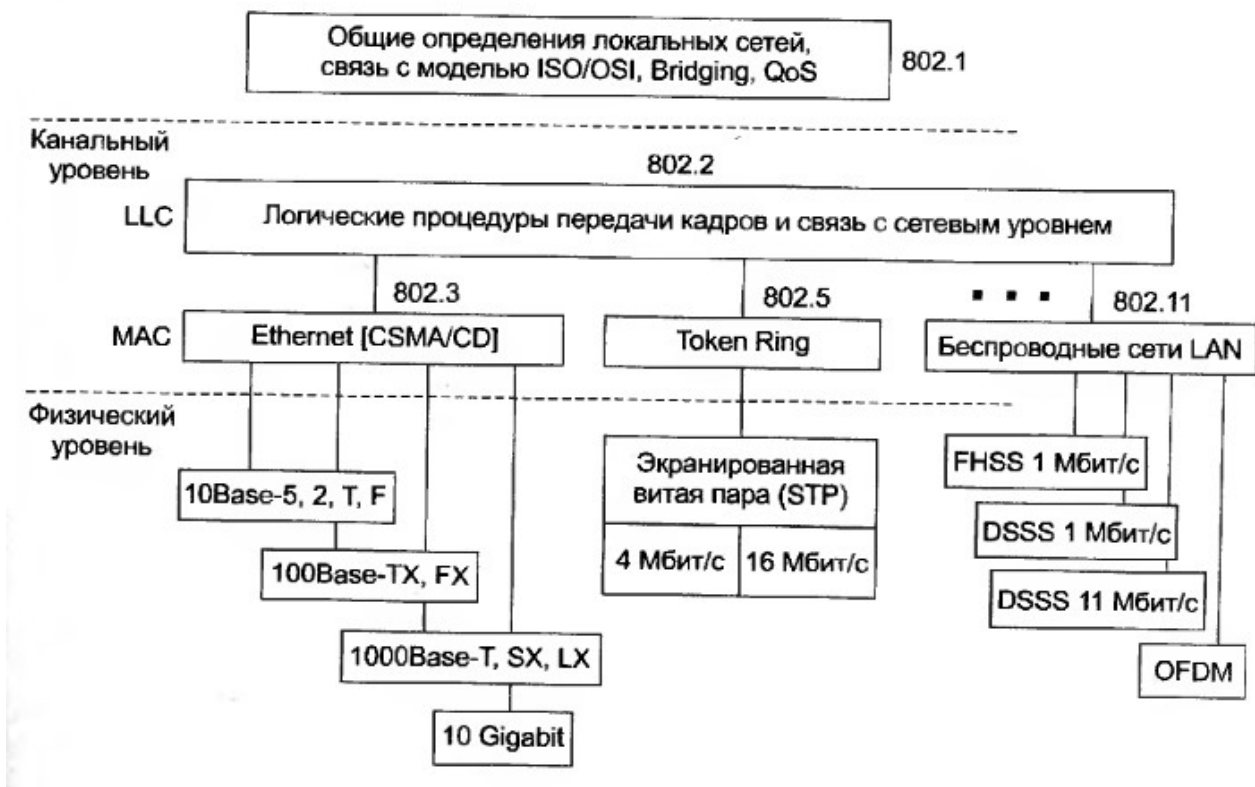 Общие определения локальных сетей,
связь с моделью ISO/OSI, Bridging, QoS
802.1
Канальный
уровень
802.2
LLC
Логические процедуры передачи кадров и связь с сетевым уровнем
802.3
802.5
802.11
MAC
Ethernet [CSMA/CD]
Token Ring
Беспроводные сети LAN
Физический
уровень
10Base-5, 2, T, F
100Base-TX, FX
1000Base-T, SX, LX
10 Gigabit
Экранированная
витая пара (STP)
4 Мбит/с
16 Мбит/с
FHSS 1 Мбит/с
DSSS 1 Мбит/с
DSSS 11 Мбит/с
OFDM